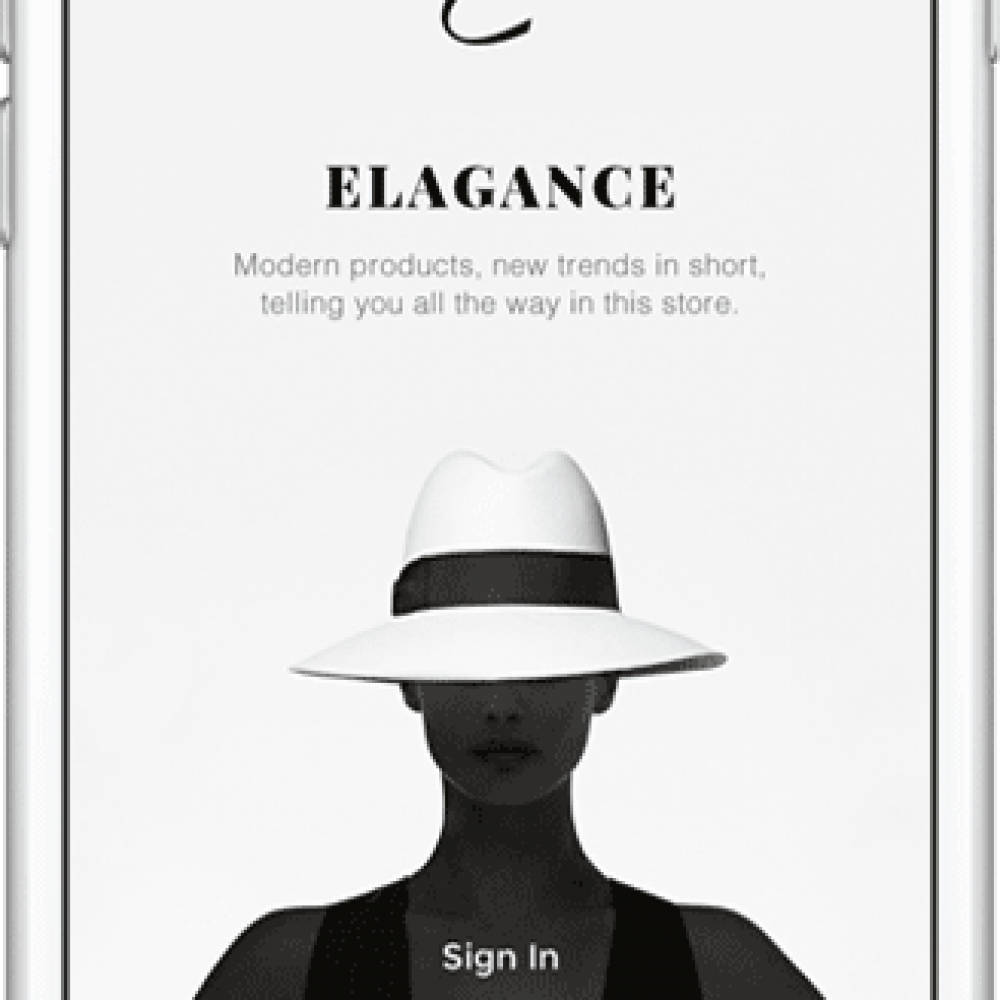 ELAGANCE
Modern products, new trends in short,
telling you all the way in this store.
Sign In